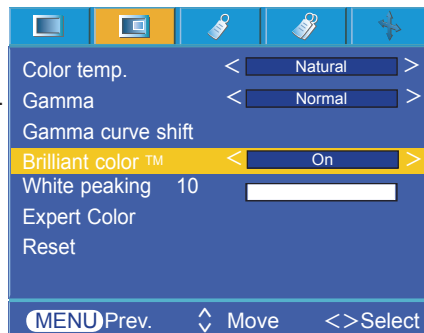 Color temp. < Natural >
Gamma < Normal >
Gamma curve shift
Brilliant color TM < On >
White peaking 10
Expert Color
Reset
MENU Prev. Move <>Select